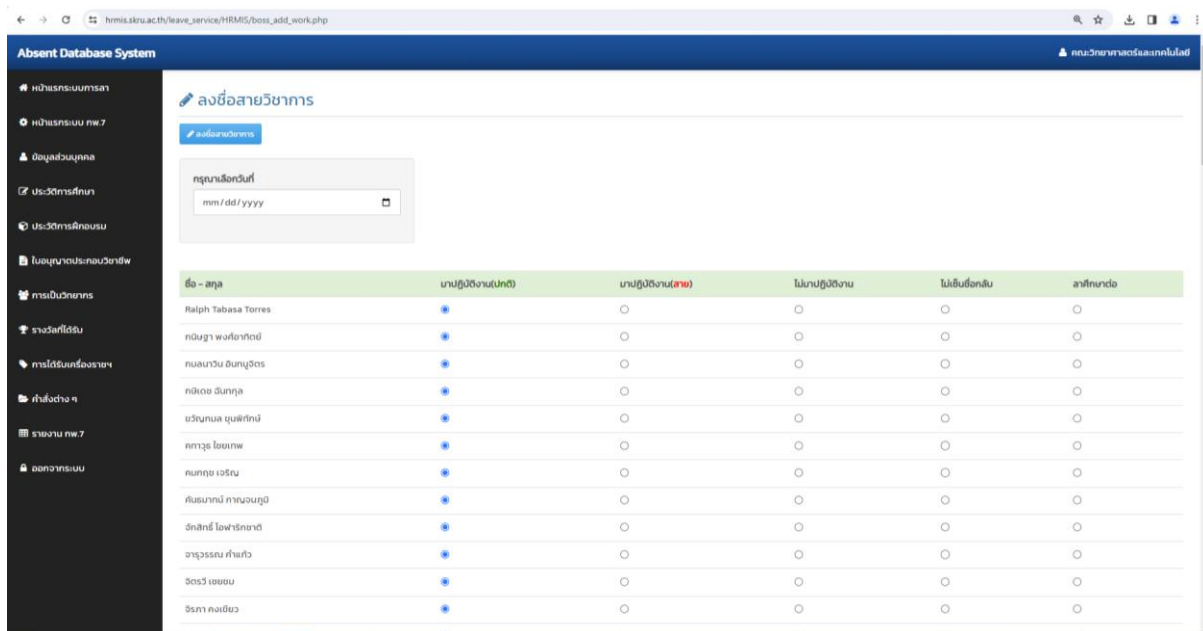 hrmis.skru.ac.th/leave_service/HRMIS/boss_add_work.php
Absent Database System
คณะวิทยาศาสตร์และเทคโนโลยี
หน้าแรกระบบการลา
หน้าแรกระบบ กพ.7
ข้อมูลส่วนบุคคล
ประวัติการศึกษา
ประวัติการฝึกอบรม
ใบอนุญาตประกอบวิชาชีพ
การเป็นวิทยากร
รางวัลที่ได้รับ
การได้รับเครื่องราชฯ
คำสั่งต่าง ๆ
รายงาน กพ.7
ออกจากระบบ
ลงชื่อสายวิชาการ
ลงชื่อสายวิชาการ
กรุณาเลือกวันที่
mm/dd/yyyy
ชื่อ – สกุล มาปฏิบัติงาน(ปกติ) มาปฏิบัติงาน(สาย) ไม่มาปฏิบัติงาน ไม่เซ็นชื่อกลับ ลาศึกษาต่อ
Ralph Tabasa Torres
กนิษฐา พงศ์อาทิตย์
กมลนาวิน อินทนูจิตร
กษิเดช ฉันทกุล
ขวัญกมล ขุนพิทักษ์
คภาวุธ ไชยเทพ
คมกฤช เจริญ
คันธมาทน์ กาญจนภูมิ
จักสิทธิ์ โอฬาริกชาติ
จารุวรรณ คำแก้ว
จิตรวี เชยชม
จิรภา คงเขียว